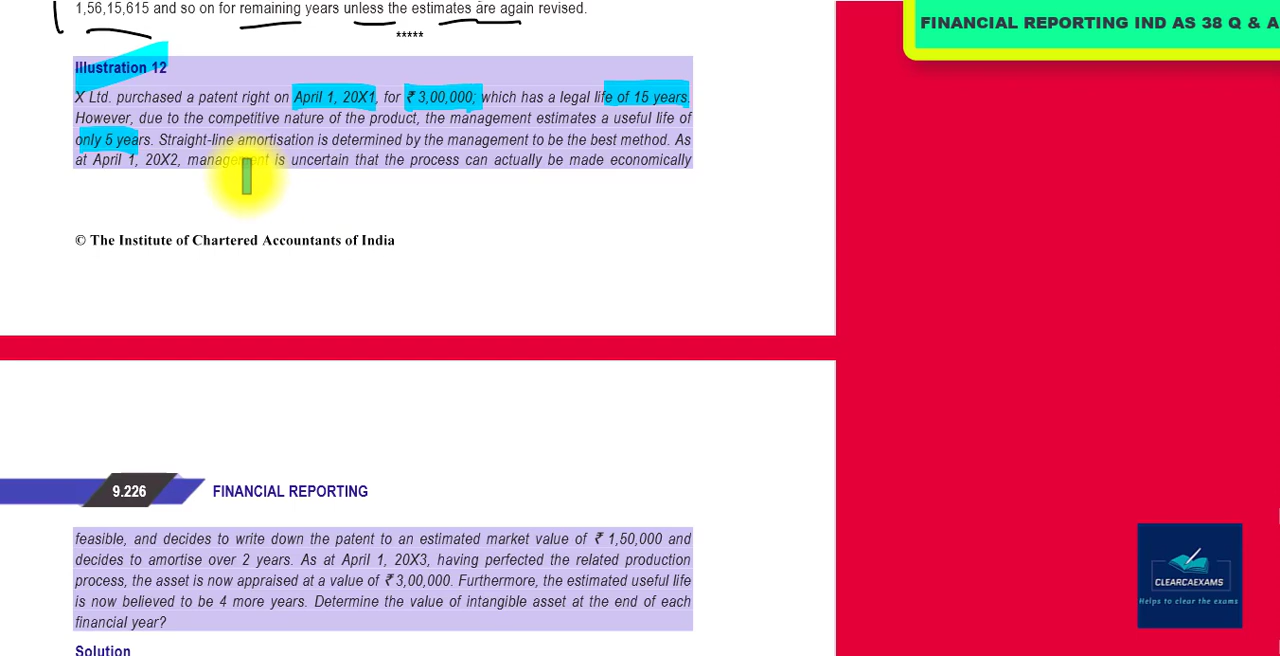 1,56,15,615 and so on for remaining years unless the estimates are again revised.
*****
FINANCIAL REPORTING IND AS 38 Q & A
Illustration 12
X Ltd. purchased a patent right on April 1, 20X1, for ₹ 3,00,000; which has a legal life of 15 years.
However, due to the competitive nature of the product, the management estimates a useful life of
only 5 years. Straight-line amortisation is determined by the management to be the best method. As
at April 1, 20X2, management is uncertain that the process can actually be made economically
© The Institute of Chartered Accountants of India
9.226 FINANCIAL REPORTING
feasible, and decides to write down the patent to an estimated market value of ₹ 1,50,000 and
decides to amortise over 2 years. As at April 1, 20X3, having perfected the related production
process, the asset is now appraised at a value of ₹ 3,00,000. Furthermore, the estimated useful life
is now believed to be 4 more years. Determine the value of intangible asset at the end of each
financial year?
Solution
CLEARCAEXAMS
Helps to clear the exams